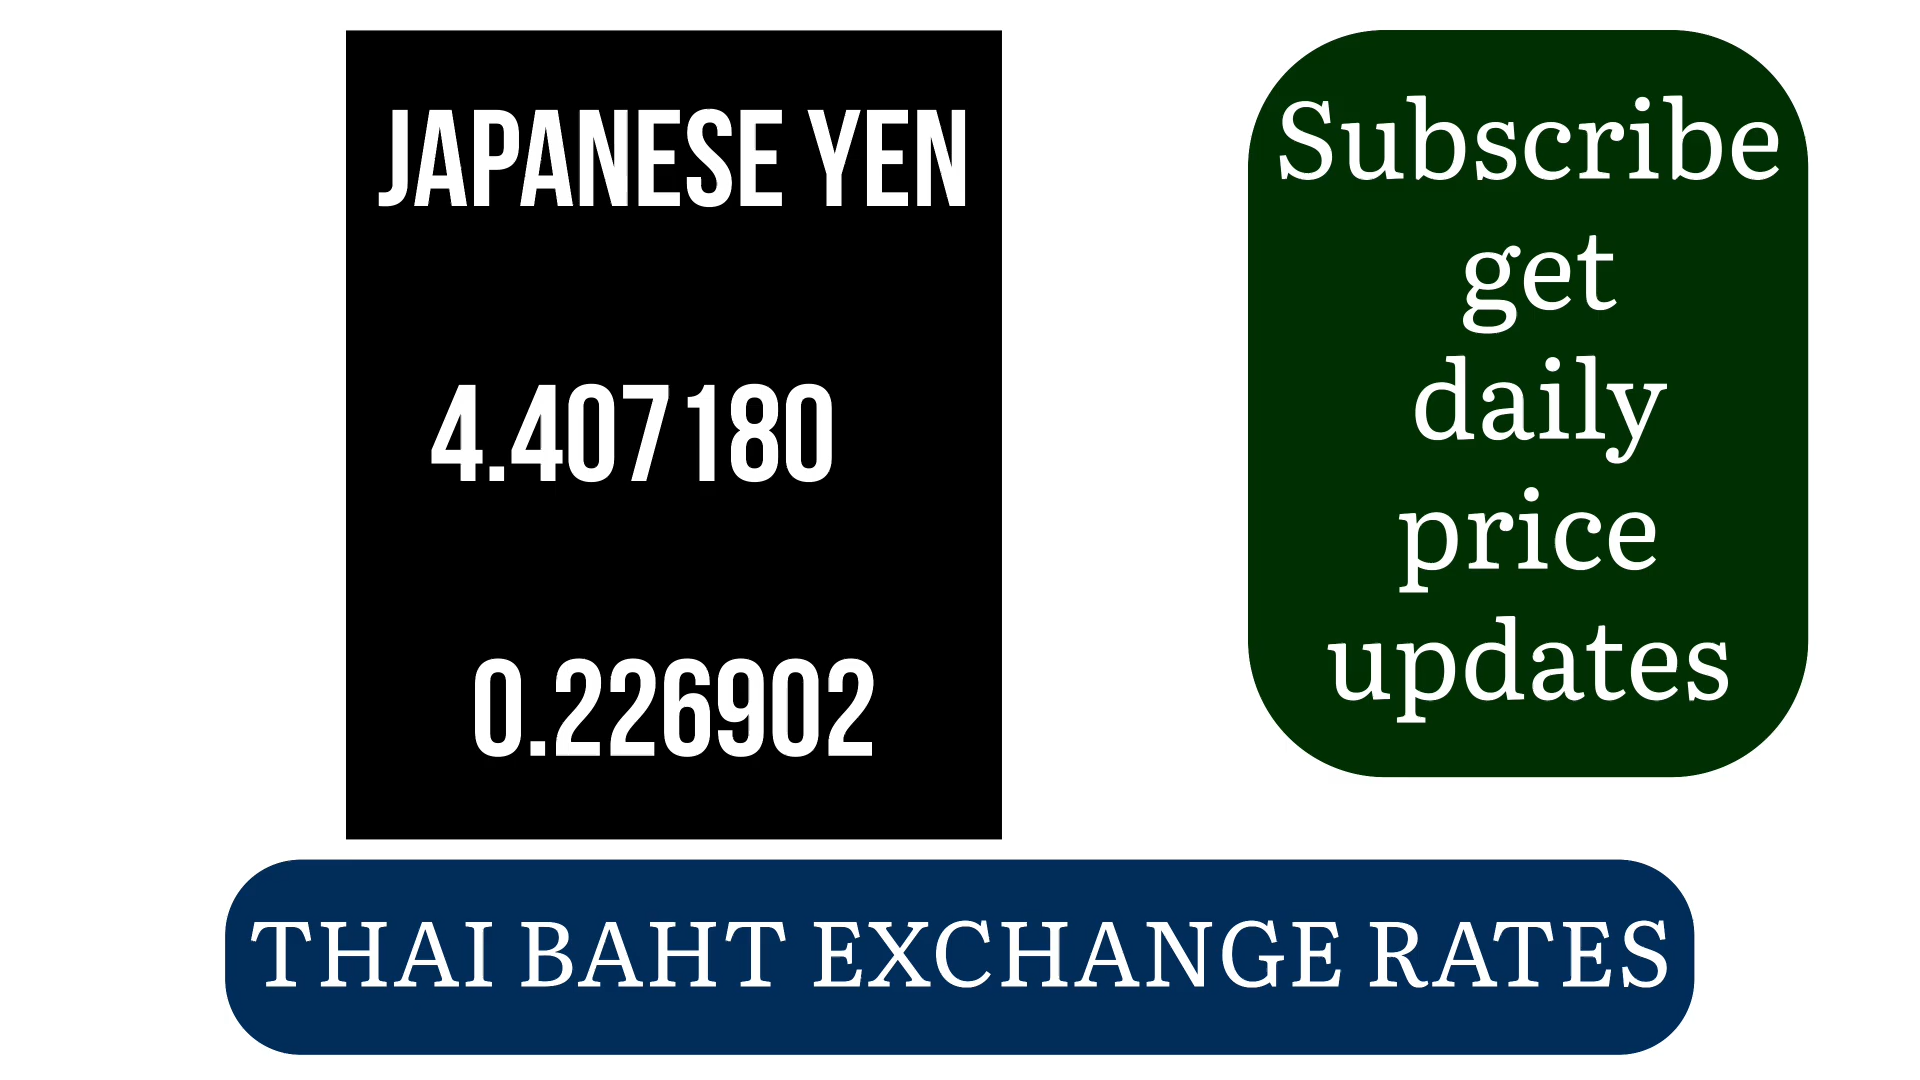 JAPANESE YEN
4.407180
0.226902
Subscribe
get
daily
price
updates
THAI BAHT EXCHANGE RATES